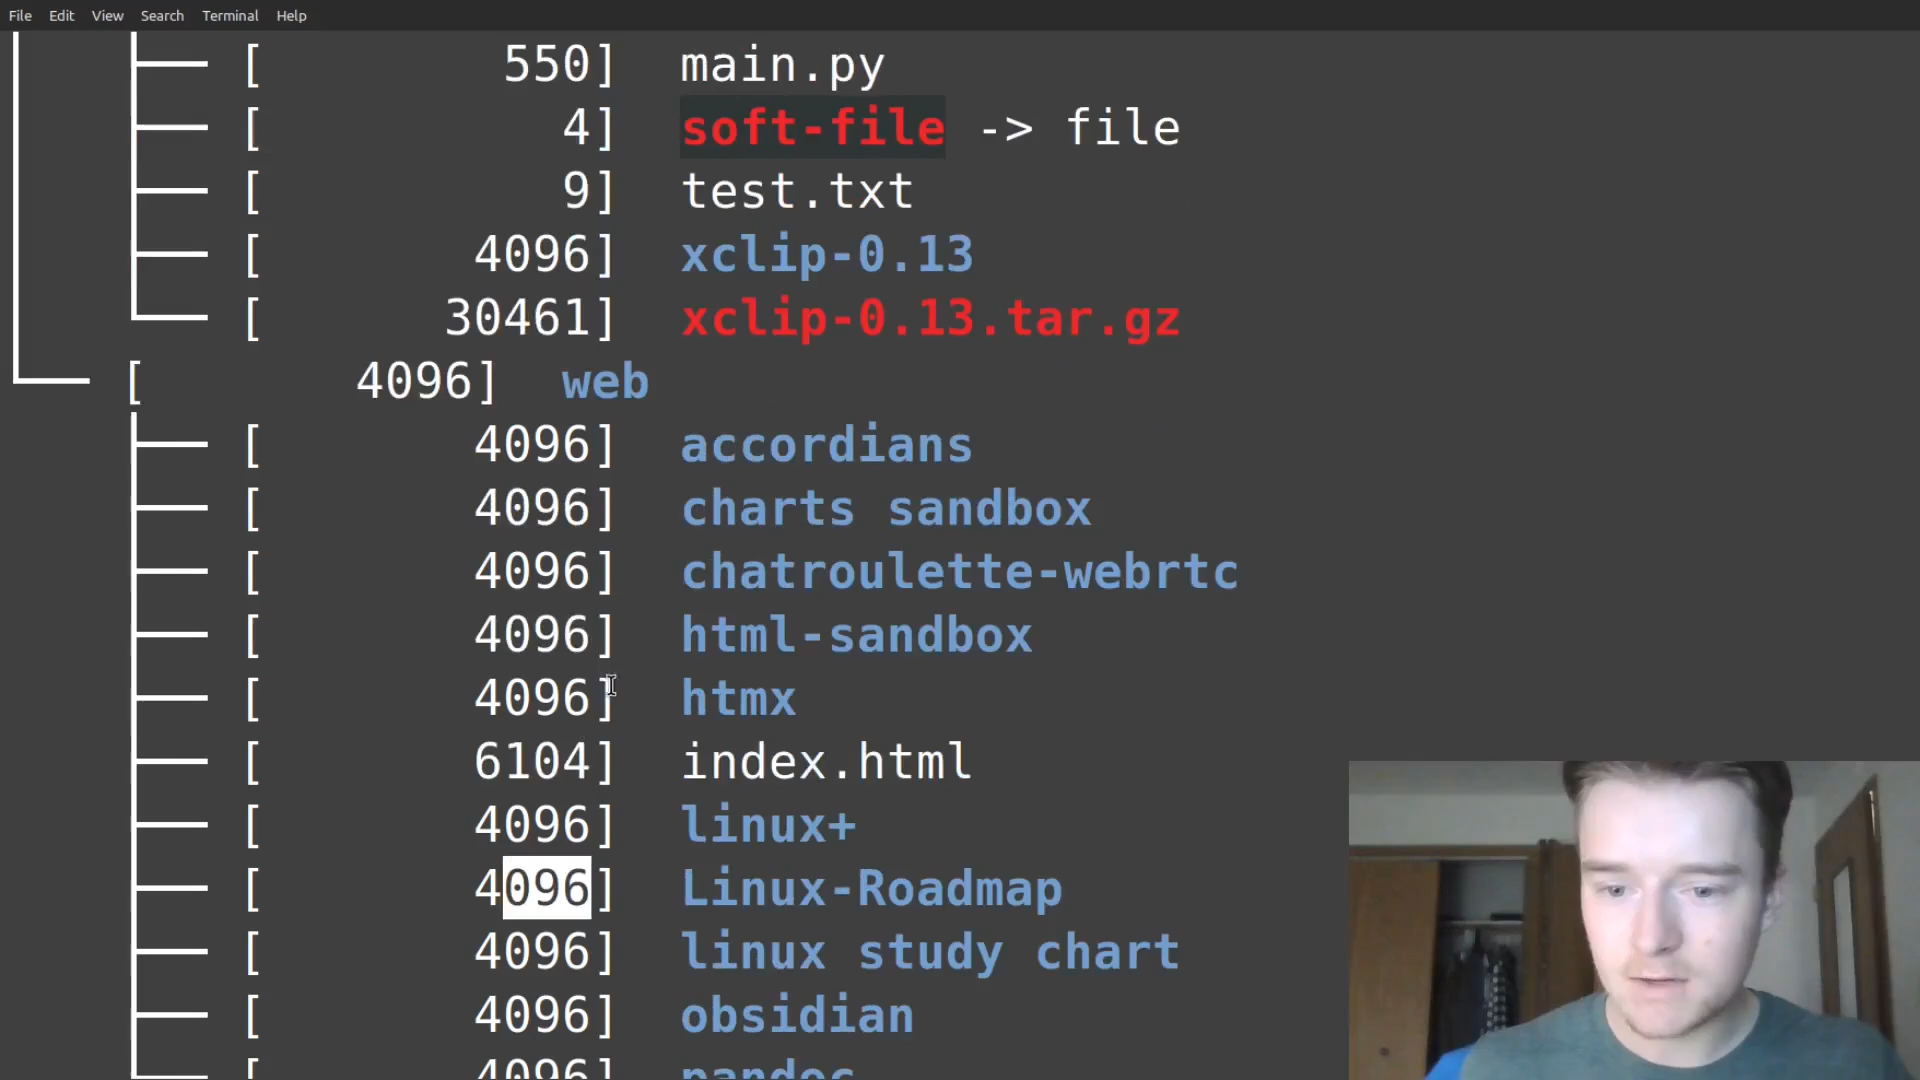 File Edit View Search Terminal Help
[ 550] main.py
[ 4] soft-file -> file
[ 9] test.txt
[ 4096] xclip-0.13
[ 30461] xclip-0.13.tar.gz
[ 4096] web
[ 4096] accordians
[ 4096] charts sandbox
[ 4096] chatroulette-webrtc
[ 4096] html-sandbox
[ 4096] htmx
[ 6104] index.html
[ 4096] linux+
[ 4096] Linux-Roadmap
[ 4096] linux study chart
[ 4096] obsidian
[ 4096] pandoc